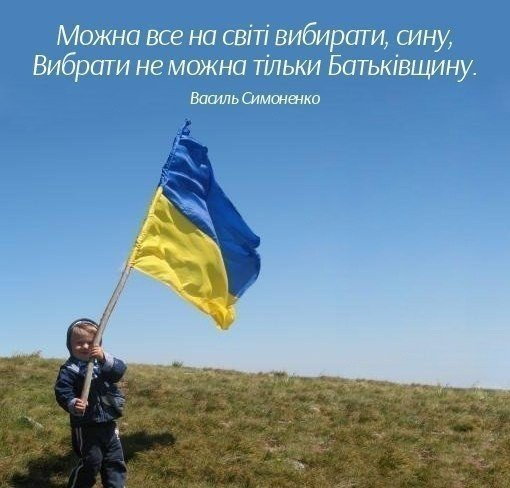 Можна все на світі вибирати, сину,
Вибрати не можна тільки Батьківщину.
Василь Симоненко